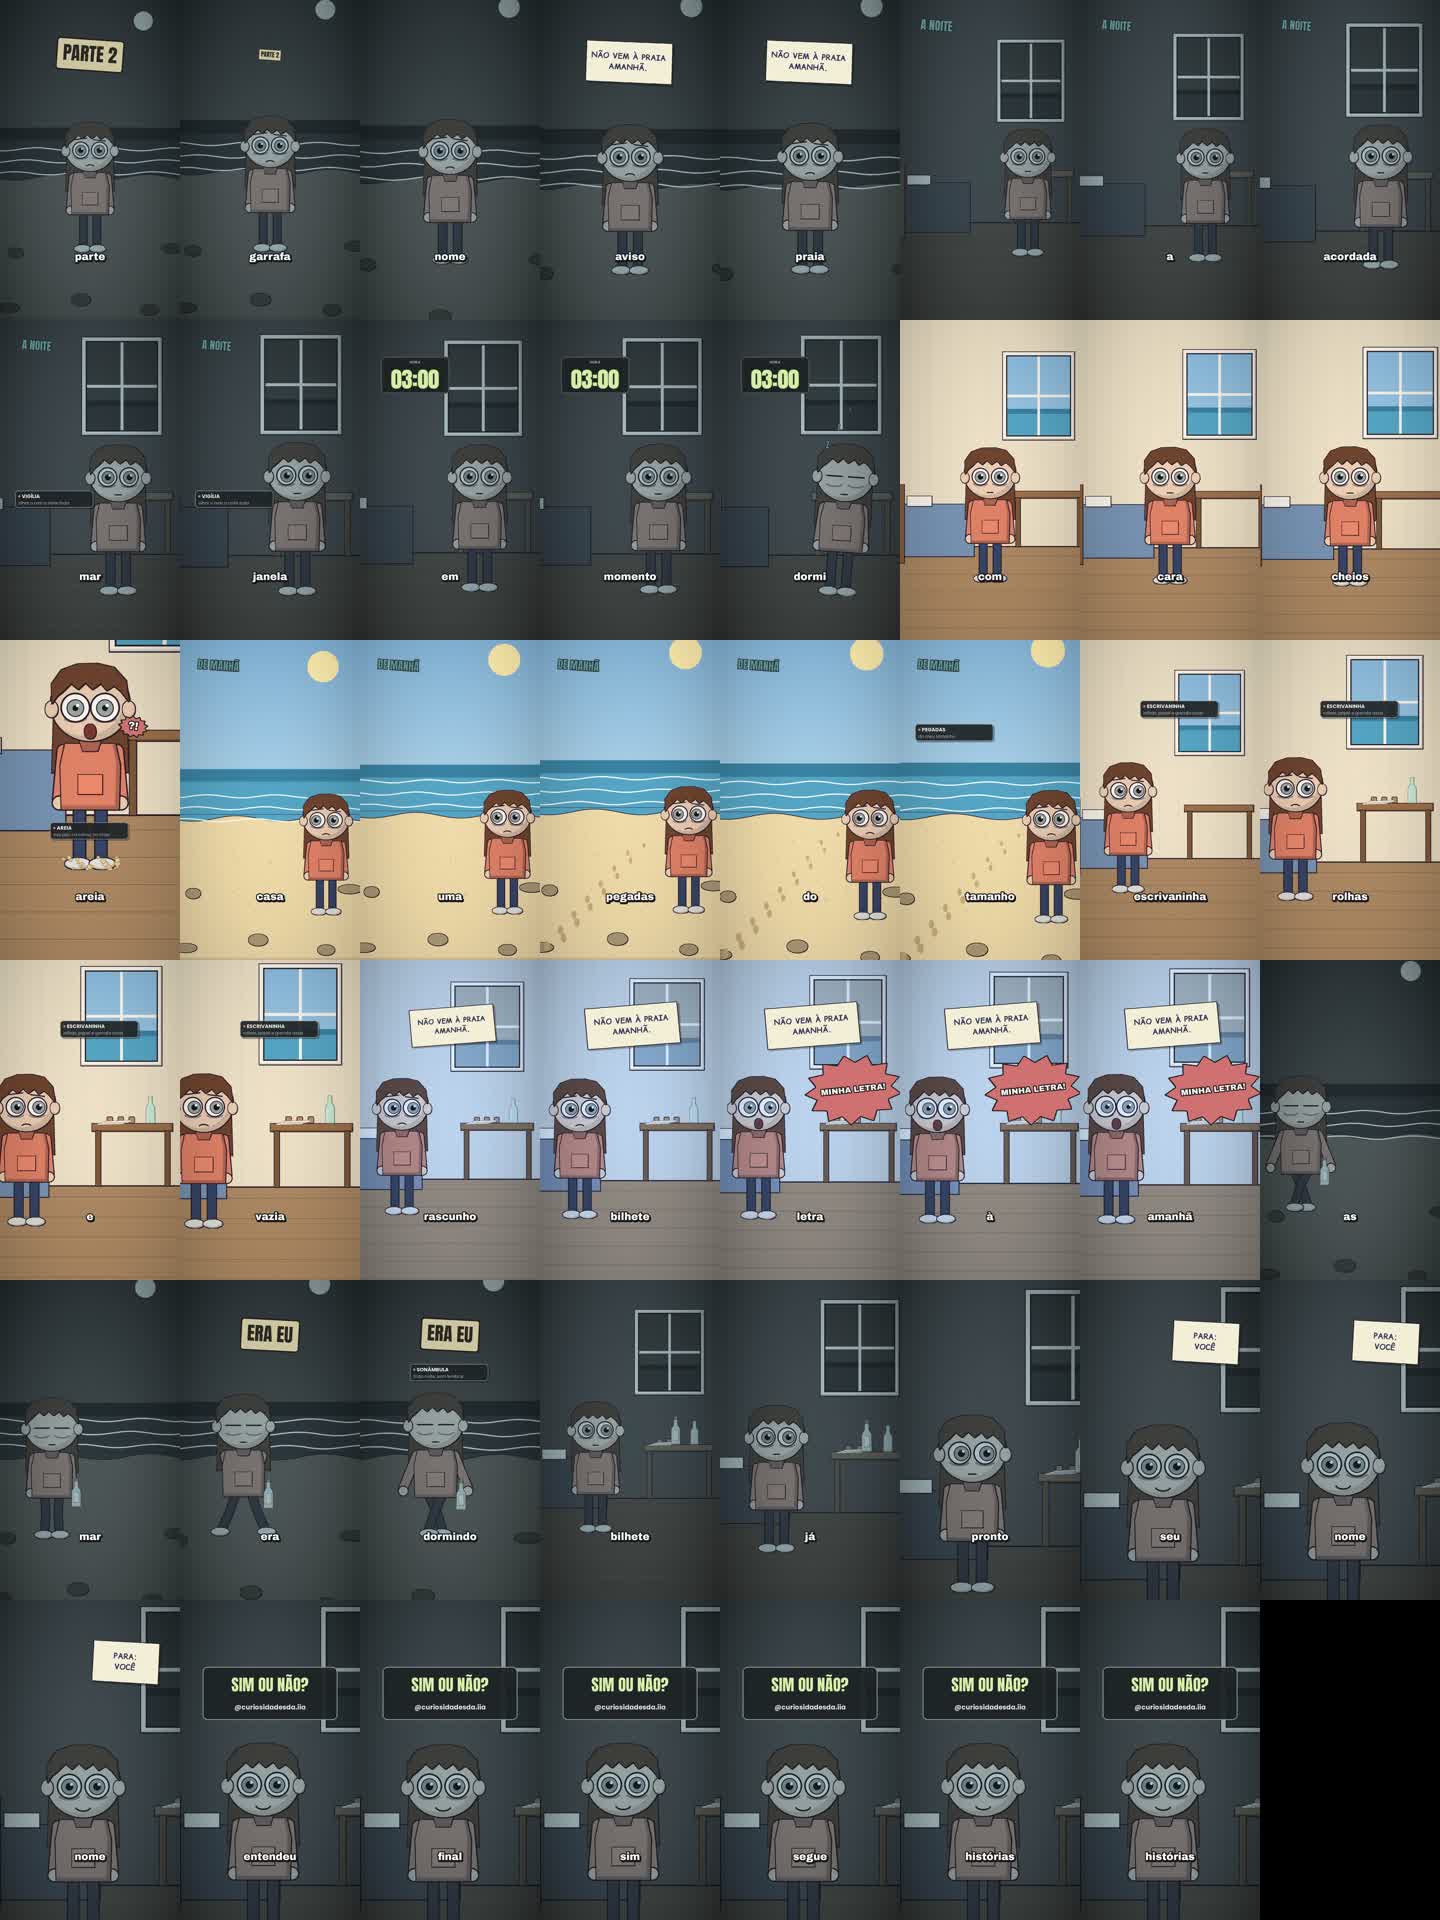 PARTE 2
parte
PARTE 2
garrafa
nome
NÃO VEM À PRAIA
AMANHÃ.
aviso
NÃO VEM À PRAIA
AMANHÃ.
praia
A NOITE
A NOITE
a
A NOITE
acordada
A NOITE
VIGÍLIA
mar
A NOITE
VIGÍLIA
janela
03:00
em
03:00
momento
03:00
dormi
com
cara
cheios
?!
AREIA
areia
DE MANHÃ
casa
DE MANHÃ
uma
DE MANHÃ
pegadas
DE MANHÃ
do
DE MANHÃ
PEGADAS
do meu tamanho
tamanho
ESCRIVANINHA
escrivaninha
ESCRIVANINHA
rolhas
ESCRIVANINHA
e
ESCRIVANINHA
vazia
NÃO VEM À PRAIA
AMANHÃ.
rascunho
NÃO VEM À PRAIA
AMANHÃ.
bilhete
NÃO VEM À PRAIA
AMANHÃ.
MINHA LETRA!
letra
NÃO VEM À PRAIA
AMANHÃ.
MINHA LETRA!
à
NÃO VEM À PRAIA
AMANHÃ.
MINHA LETRA!
amanhã
as
mar
ERA EU
era
ERA EU
SONÂMBULA
dormindo
bilhete
já
pronto
PARA:
VOCÊ
seu
PARA:
VOCÊ
nome
PARA:
VOCÊ
nome
SIM OU NÃO?
@curiosidadesda.iia
entendeu
SIM OU NÃO?
@curiosidadesda.iia
final
SIM OU NÃO?
@curiosidadesda.iia
sim
SIM OU NÃO?
@curiosidadesda.iia
segue
SIM OU NÃO?
@curiosidadesda.iia
histórias
SIM OU NÃO?
@curiosidadesda.iia
histórias